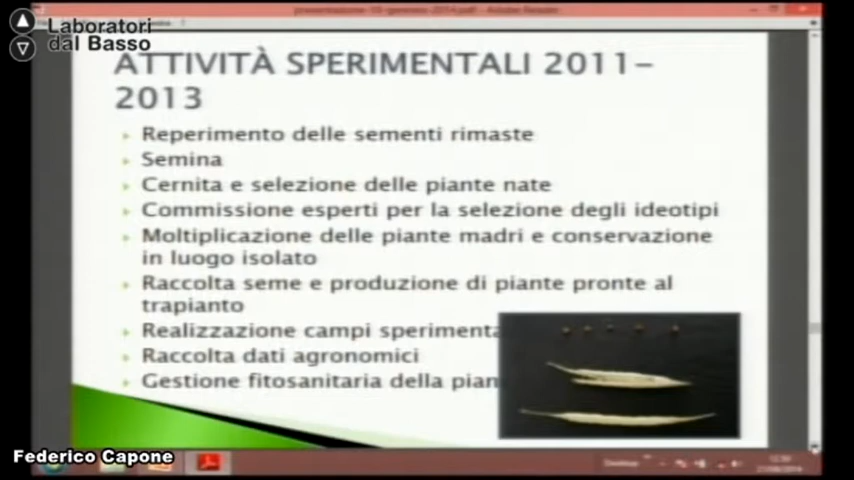 Laboratori
dal Basso
ATTIVITÀ SPERIMENTALI 2011-
2013
Reperimento delle sementi rimaste
Semina
Cernita e selezione delle piante nate
Commissione esperti per la selezione degli ideotipi
Moltiplicazione delle piante madri e conservazione
in luogo isolato
Raccolta seme e produzione di piante pronte al
trapianto
Realizzazione campi sperimenta
Raccolta dati agronomici
Gestione fitosanitaria della pian
Federico Capone